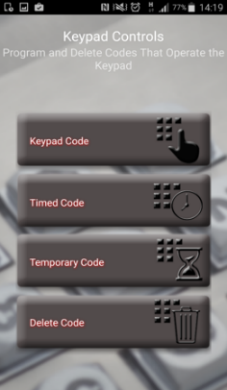 77% 14:19
Keypad Controls
Program and Delete Codes That Operate the
Keypad
Keypad Code
Timed Code
Temporary Code
Delete Code